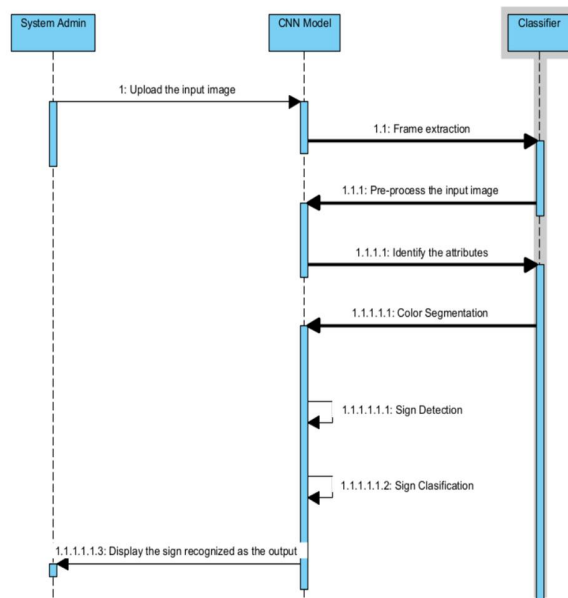 System Admin
CNN Model
Classifier
1: Upload the input image
1.1: Frame extraction
1.1.1: Pre-process the input image
1.1.1.1: Identify the attributes
1.1.1.1.1: Color Segmentation
1.1.1.1.1.1: Sign Detection
1.1.1.1.1.2: Sign Clasification
1.1.1.1.1.3: Display the sign recognized as the output